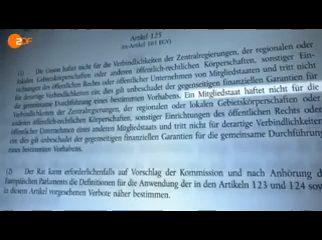 ZDF
Artikel 125
(ex-Artikel 103 EGV)
(1) Die Union haftet nicht für die Verbindlichkeiten der Zentralregierungen, der regionalen oder
lokalen Gebietskörperschaften oder anderen öffentlich-rechtlichen Körperschaften, sonstiger Ein-
richtungen des öffentlichen Rechts oder öffentlicher Unternehmen von Mitgliedstaaten und tritt nicht
für derartige Verbindlichkeiten ein; dies gilt unbeschadet der gegenseitigen finanziellen Garantien für
die gemeinsame Durchführung eines bestimmten Vorhabens. Ein Mitgliedstaat haftet nicht für die
Verbindlichkeiten der Zentralregierungen, der regionalen oder lokalen Gebietskörperschaften oder
anderen öffentlich-rechtlichen Körperschaften, sonstiger Einrichtungen des öffentlichen Rechts oder
öffentlicher Unternehmen eines anderen Mitgliedstaats und tritt nicht für derartige Verbindlichkeiten
ein; dies gilt unbeschadet der gegenseitigen finanziellen Garantien für die gemeinsame Durchführung
eines bestimmten Vorhabens.
(2) Der Rat kann erforderlichenfalls auf Vorschlag der Kommission und nach Anhörung d
Europäischen Parlaments die Definitionen für die Anwendung der in den Artikeln 123 und 124 sow
in diesem Artikel vorgesehenen Verbote näher bestimmen.